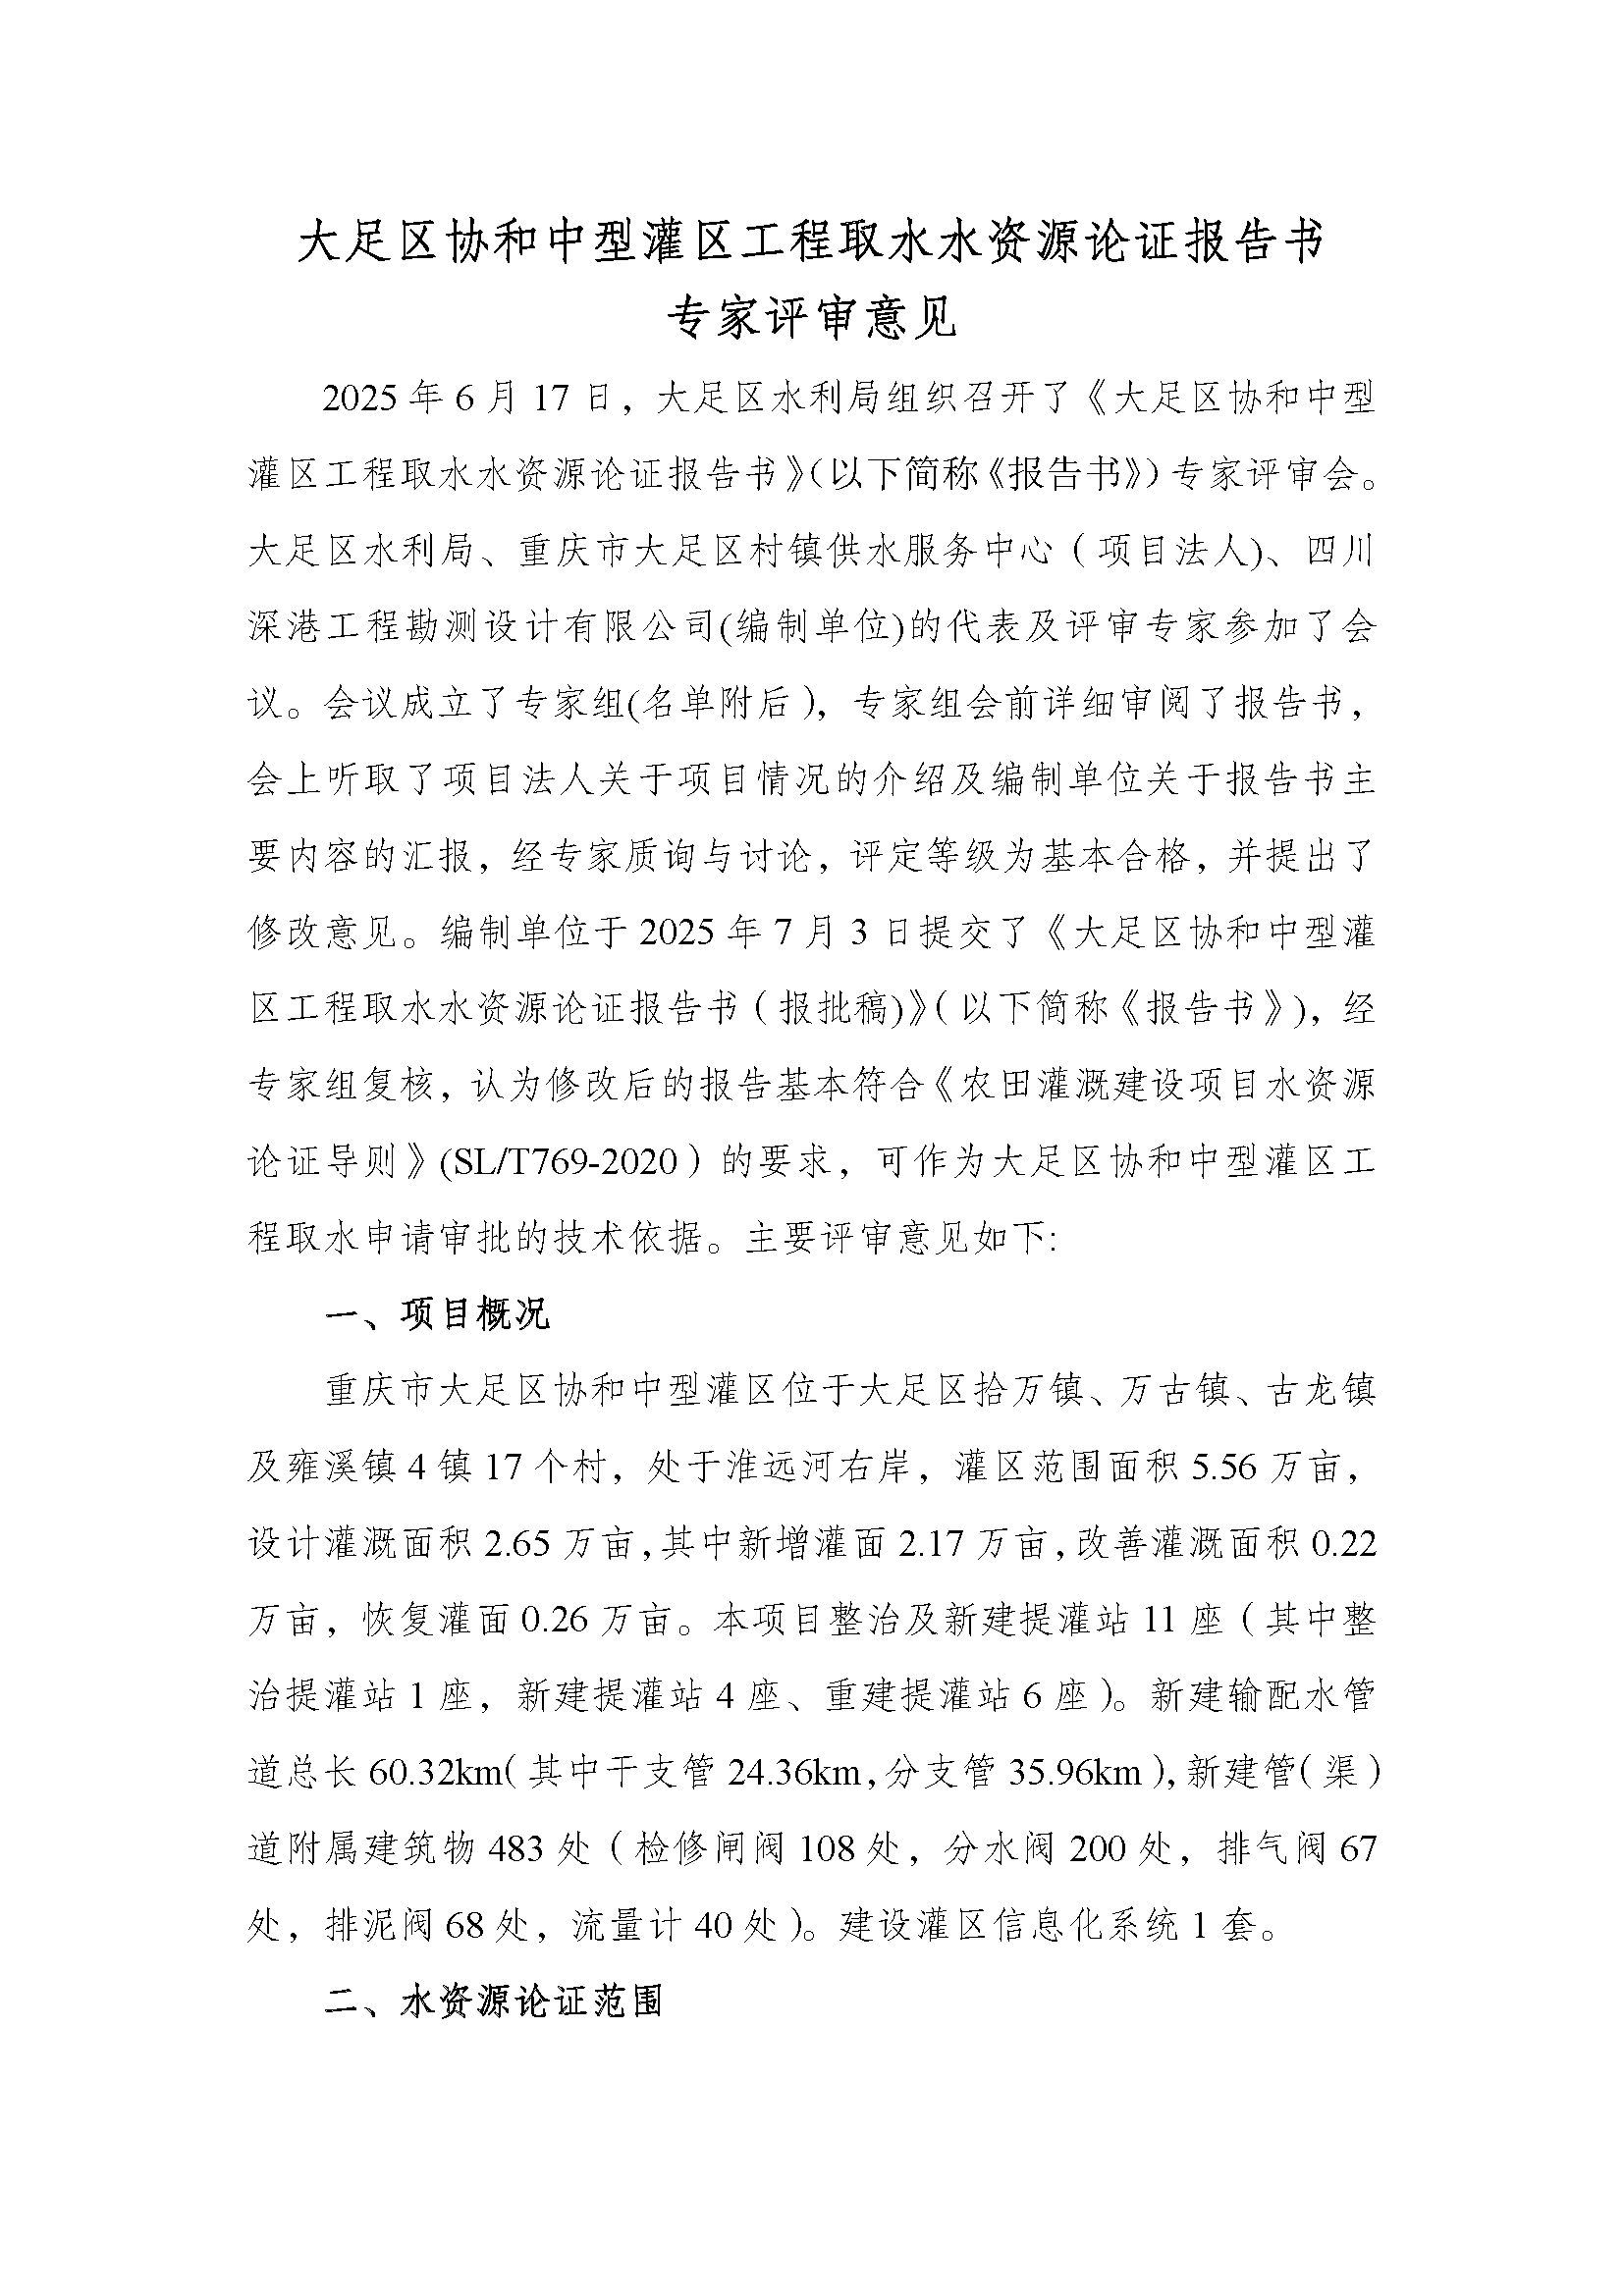 大足区协和中型灌区工程取水水资源论证报告书
专家评审意见
2025年6月17日，大足区水利局组织召开了《大足区协和中型
灌区工程取水水资源论证报告书》（以下简称《报告书》）专家评审会。
大足区水利局、重庆市大足区村镇供水服务中心（项目法人)、四川
深港工程勘测设计有限公司(编制单位)的代表及评审专家参加了会
议。会议成立了专家组(名单附后)，专家组会前详细审阅了报告书，
会上听取了项目法人关于项目情况的介绍及编制单位关于报告书主
要内容的汇报，经专家质询与讨论，评定等级为基本合格，并提出了
修改意见。编制单位于2025年7月3日提交了《大足区协和中型灌
区工程取水水资源论证报告书（报批稿)》（以下简称《报告书》)，经
专家组复核，认为修改后的报告基本符合《农田灌溉建设项目水资源
论证导则》(SL/T769-2020）的要求，可作为大足区协和中型灌区工
程取水申请审批的技术依据。主要评审意见如下:
一、项目概况
重庆市大足区协和中型灌区位于大足区拾万镇、万古镇、古龙镇
及雍溪镇4镇17个村，处于淮远河右岸，灌区范围面积5.56万亩，
设计灌溉面积2.65万亩,其中新增灌面2.17万亩,改善灌溉面积0.22
万亩，恢复灌面0.26万亩。本项目整治及新建提灌站11座（其中整
治提灌站1座，新建提灌站4座、重建提灌站6座)。新建输配水管
道总长60.32km（其中干支管24.36km,分支管35.96km),新建管（渠）
道附属建筑物483处（检修闸阀108处，分水阀200处，排气阀67
处，排泥阀68处，流量计40处)。建设灌区信息化系统1套。
二、水资源论证范围